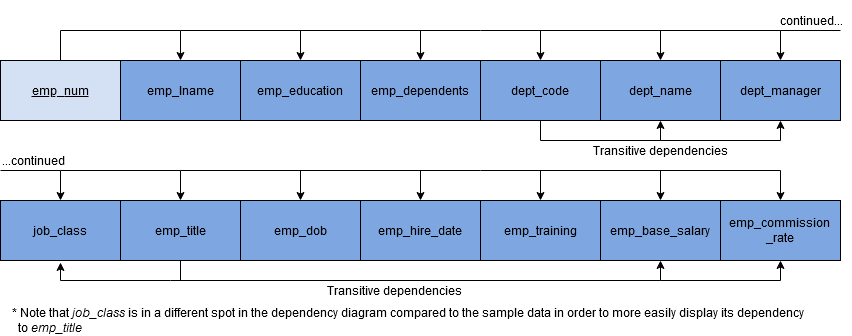 continued...
emp_num emp_lname emp_education emp_dependents dept_code dept_name dept_manager
Transitive dependencies
...continued
job_class emp_title emp_dob emp_hire_date emp_training emp_base_salary emp_commission
_rate
Transitive dependencies
* Note that job_class is in a different spot in the dependency diagram compared to the sample data in order to more easily display its dependency
to emp_title